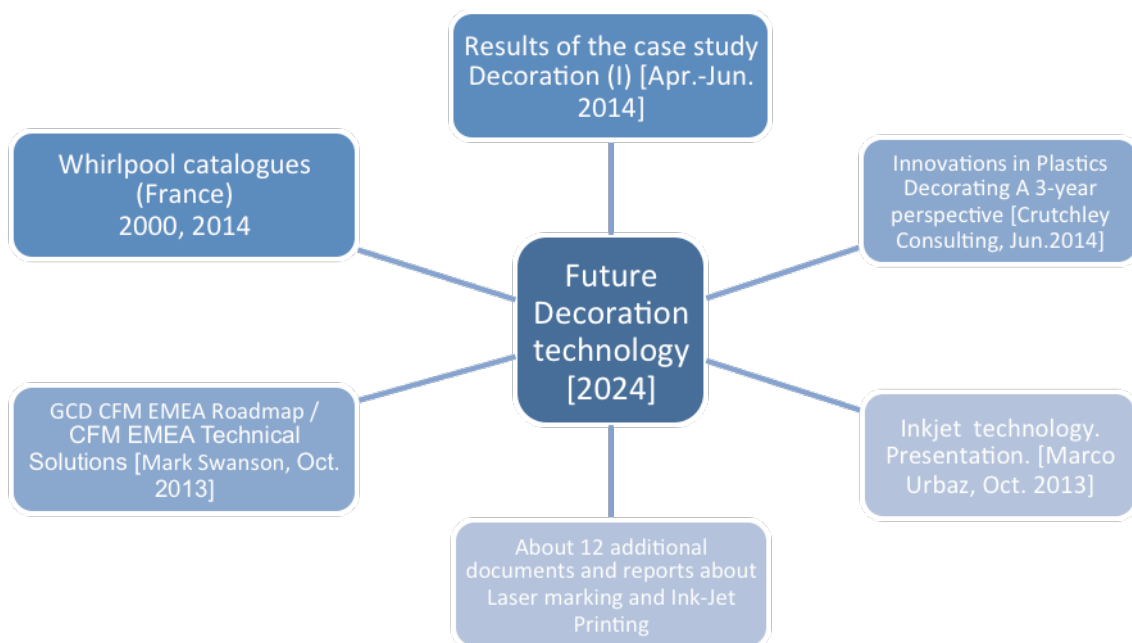 Results of the case study
Decoration (I) [Apr.-Jun.
2014]
Whirlpool catalogues
(France)
2000, 2014
Innovations in Plastics
Decorating A 3-year
perspective [Crutchley
Consulting, Jun.2014]
Future
Decoration
technology
[2024]
GCD CFM EMEA Roadmap /
CFM EMEA Technical
Solutions [Mark Swanson, Oct.
2013]
Inkjet technology.
Presentation. [Marco
Urbaz, Oct. 2013]
About 12 additional
documents and reports about
Laser marking and Ink-Jet
Printing